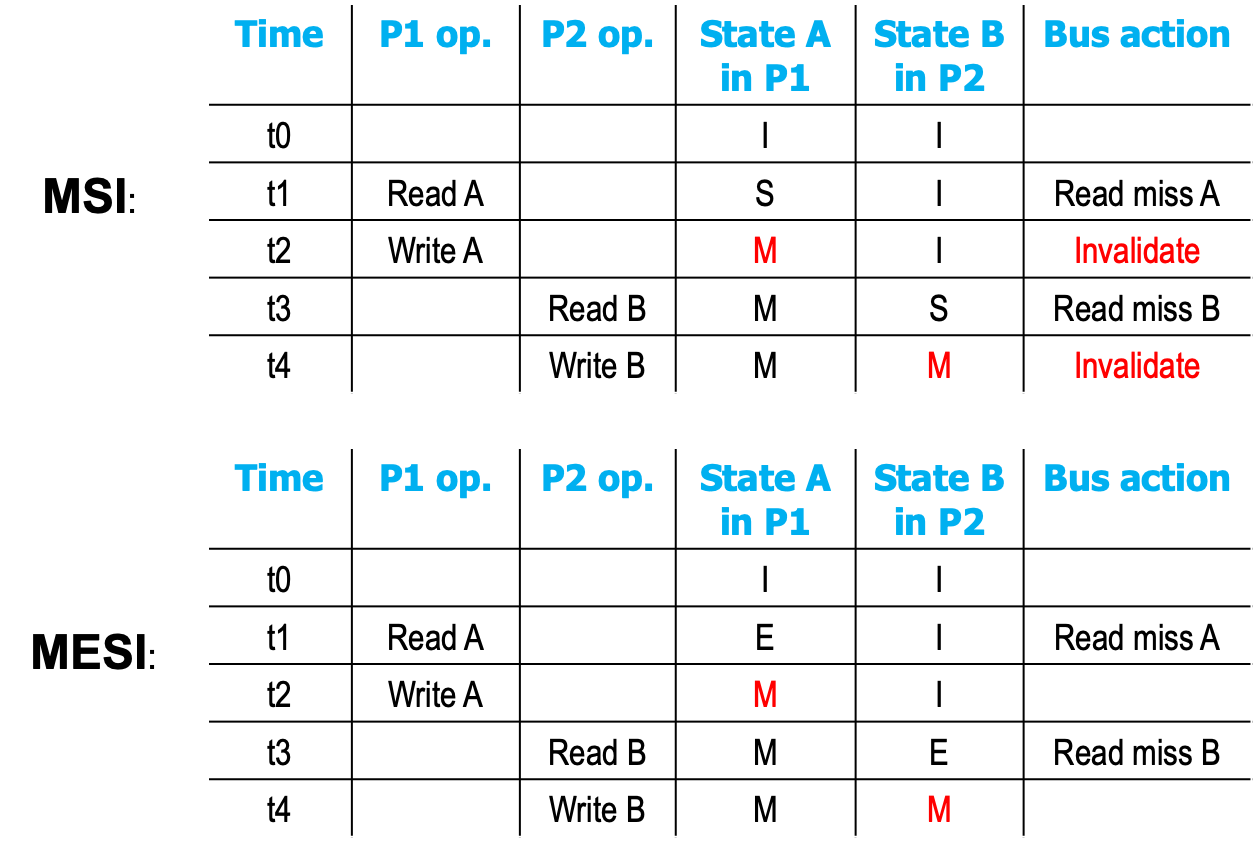 Time P1 op. P2 op. State A in P1 State B in P2 Bus action
t0 I I
MSI:
t1 Read A S I Read miss A
t2 Write A M I Invalidate
t3 Read B M S Read miss B
t4 Write B M M Invalidate
Time P1 op. P2 op. State A in P1 State B in P2 Bus action
t0 I I
MESI:
t1 Read A E I Read miss A
t2 Write A M I
t3 Read B M E Read miss B
t4 Write B M M